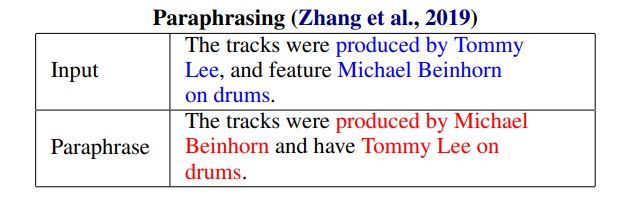 Paraphrasing (Zhang et al., 2019)
Input
The tracks were produced by Tommy
Lee, and feature Michael Beinhorn
on drums.
Paraphrase
The tracks were produced by Michael
Beinhorn and have Tommy Lee on
drums.